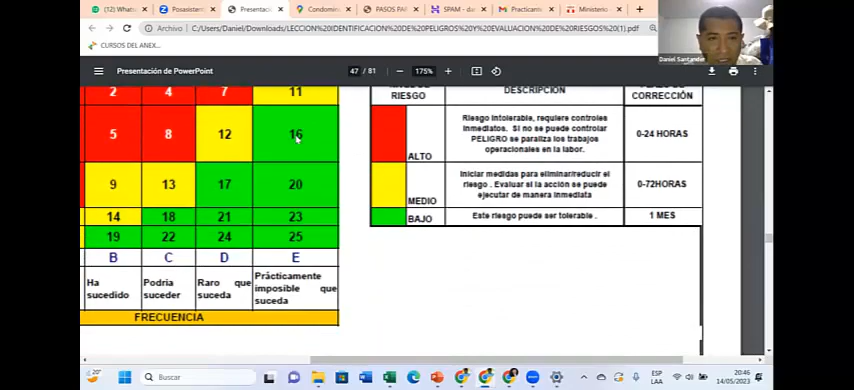 (12) Whats
Posasistem
Presentaci
Condomini
PASOS PAR
SPAM -
Practicam
Ministerio
Archivo
C:/Users/Daniel/Downloads/LECCION%20IDENTIFICACION%20DE%20PELIGROS%20Y%20EVALUACION%20DE%20RIESGOS%20(1).pdf
CURSOS DEL ANEX...
Daniel Santander
Presentación de PowerPoint
47 / 81
175%
2 4 7 11
5 8 12 16
9 13 17 20
14 18 21 23
19 22 24 25
B C D E
Ha sucedido
Podría suceder
Raro que suceda
Prácticamente imposible que suceda
FRECUENCIA
RIESGO
DESCRIPCIÓN
CORRECCIÓN
ALTO
Riesgo intolerable, requiere controles
inmediatos. Si no se puede controlar
PELIGRO se paraliza los trabajos
operacionales en la labor.
0-24 HORAS
MEDIO
Iniciar medidas para eliminar/reducir el
riesgo . Evaluar si la acción se puede
ejecutar de manera inmediata
0-72HORAS
BAJO
Este riesgo puede ser tolerable .
1 MES
20°
Buscar
ESP
LAA
20:46
14/05/2023